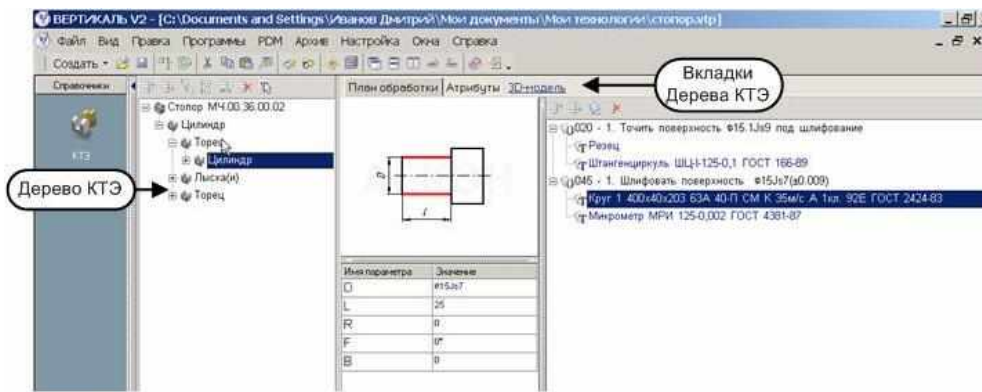 ВЕРТИКАЛЬ V2 - [C:\Documents and Settings\Иванов Дмитрий\Мои документы\Мои технологии\стопор.vtp]
Файл Вид Правка Программы PDM Архив Настройка Окна Справка
Создать
Справочники
КТЭ
Стопор МЧ.00.36.00.02
Цилиндр
Торец
Цилиндр
Лыска(и)
Торец
Дерево КТЭ
План обработки Атрибуты 3D-модель
Вкладки
Дерева КТЭ
D
l
Имя параметра Значение
D ⌀15Js7
L 25
R 0
F 0°
B 0
020 - 1. Точить поверхность ⌀15.1Js9 под шлифование
Резец
Штангенциркуль ШЦ-I-125-0,1 ГОСТ 166-89
045 - 1. Шлифовать поверхность ⌀15Js7(±0.009)
Круг 1 400x40x203 63А 40-П СМ К 35м/с А 1кл. 92Е ГОСТ 2424-83
Микрометр МРИ 125-0,002 ГОСТ 4381-87